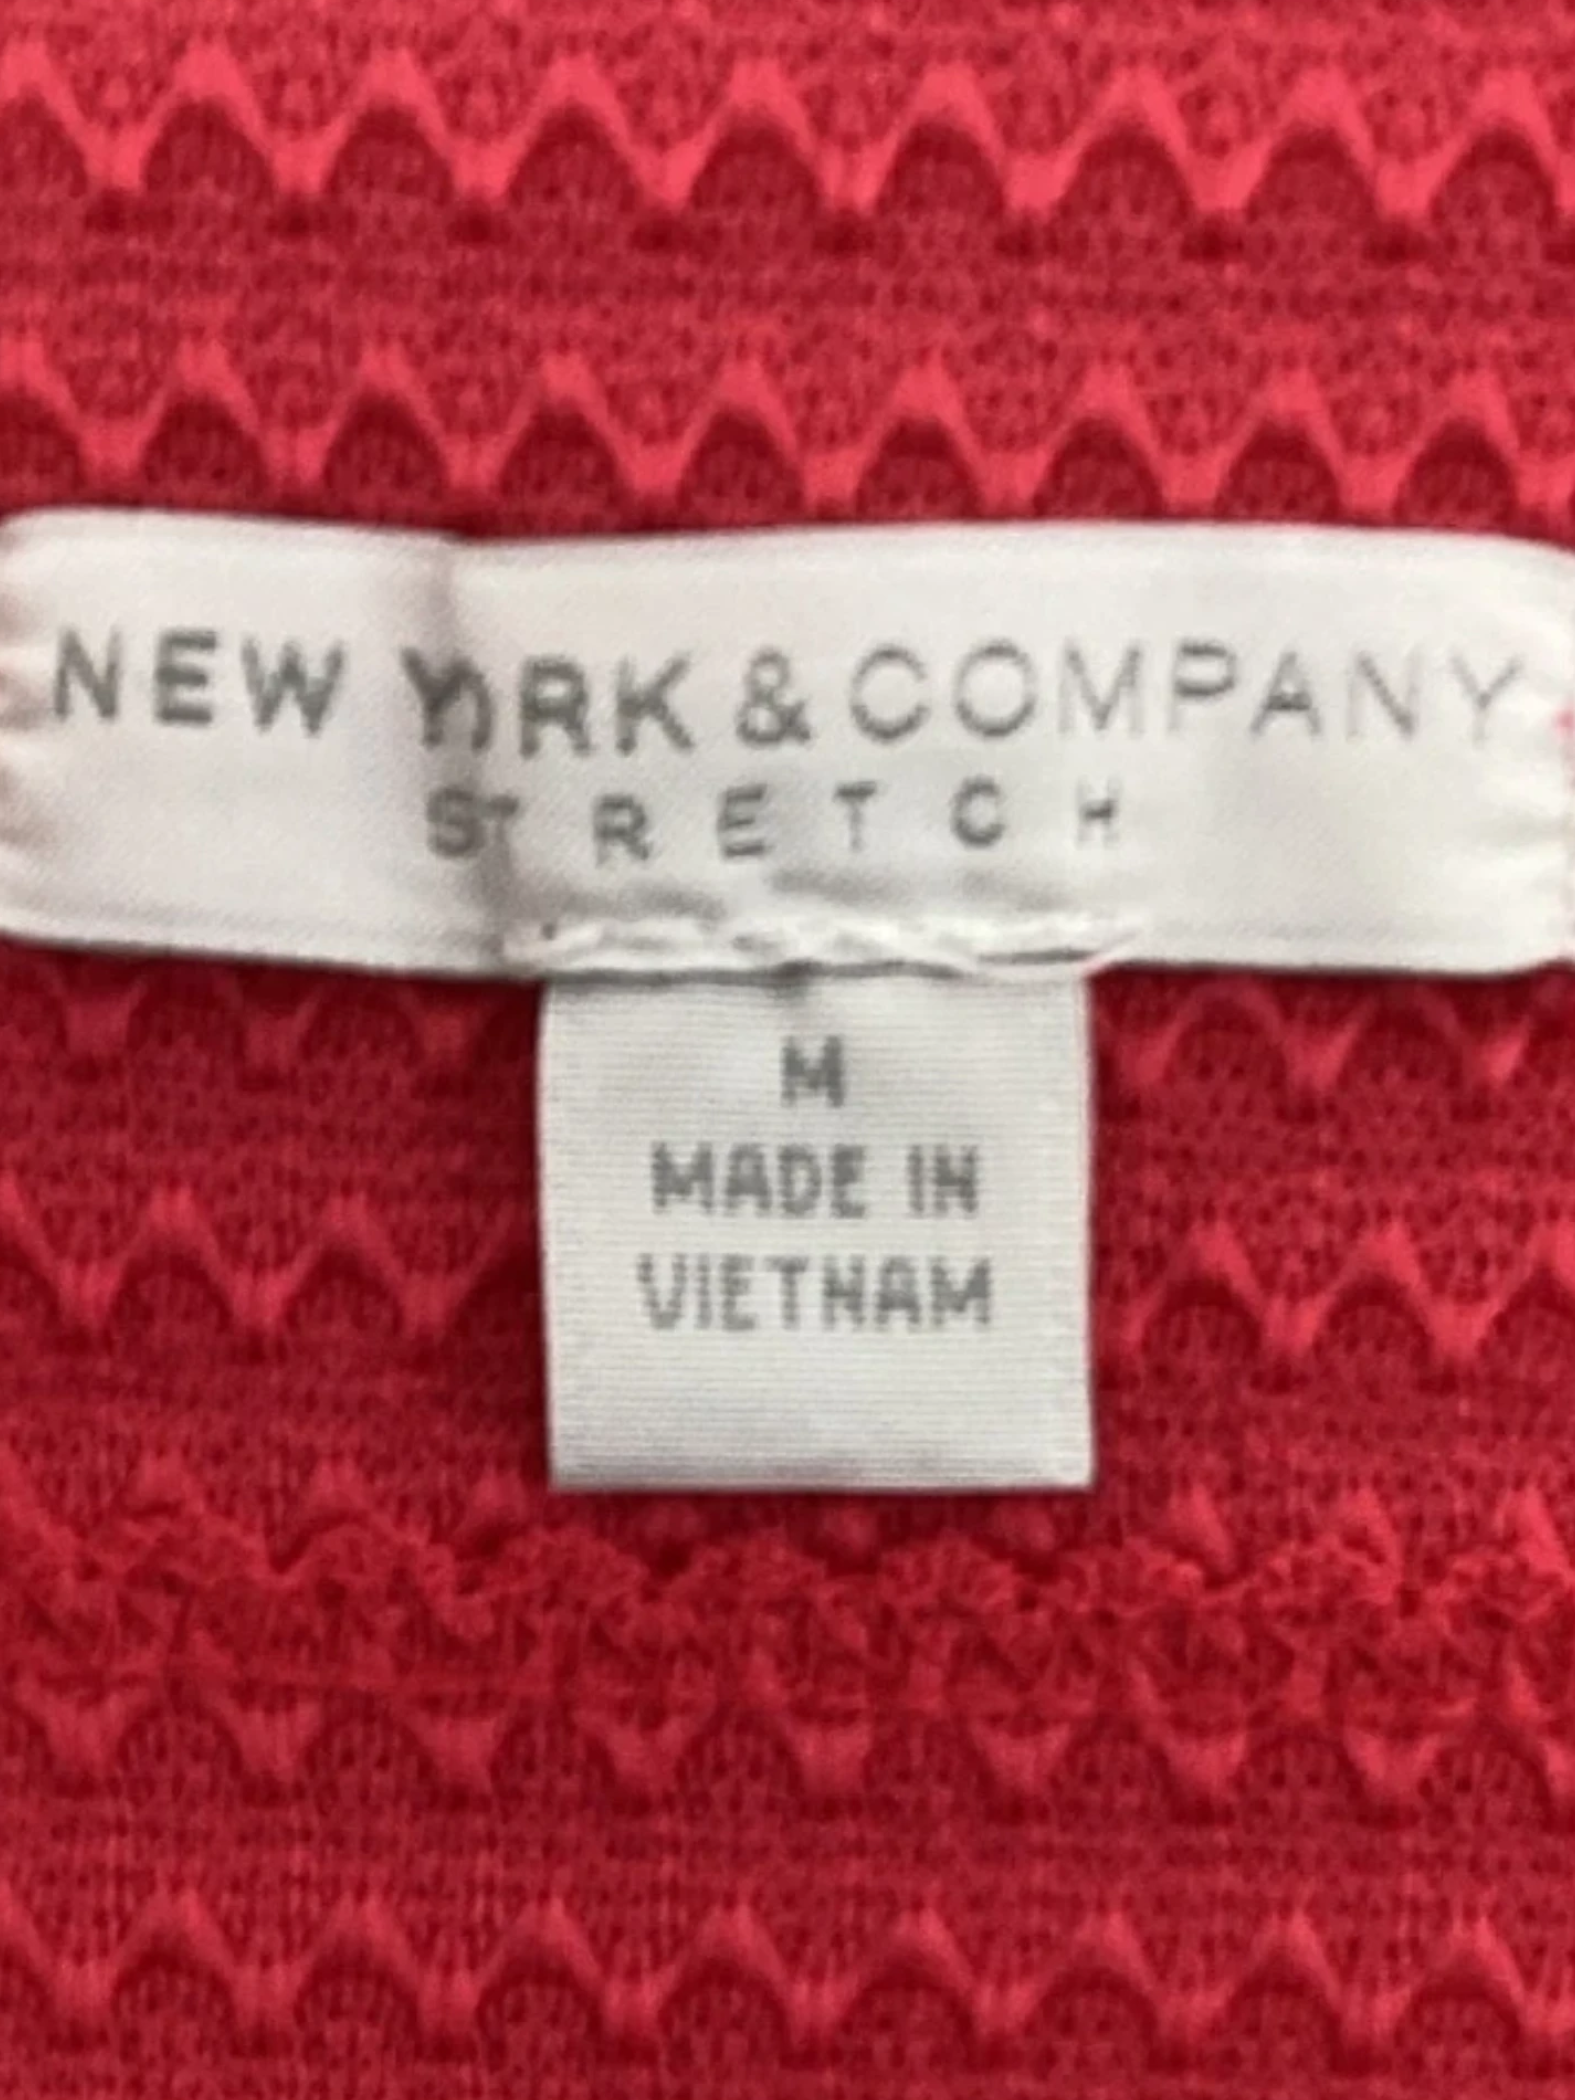 NEW YORK & COMPANY
STRETCH
M
MADE IN
VIETNAM